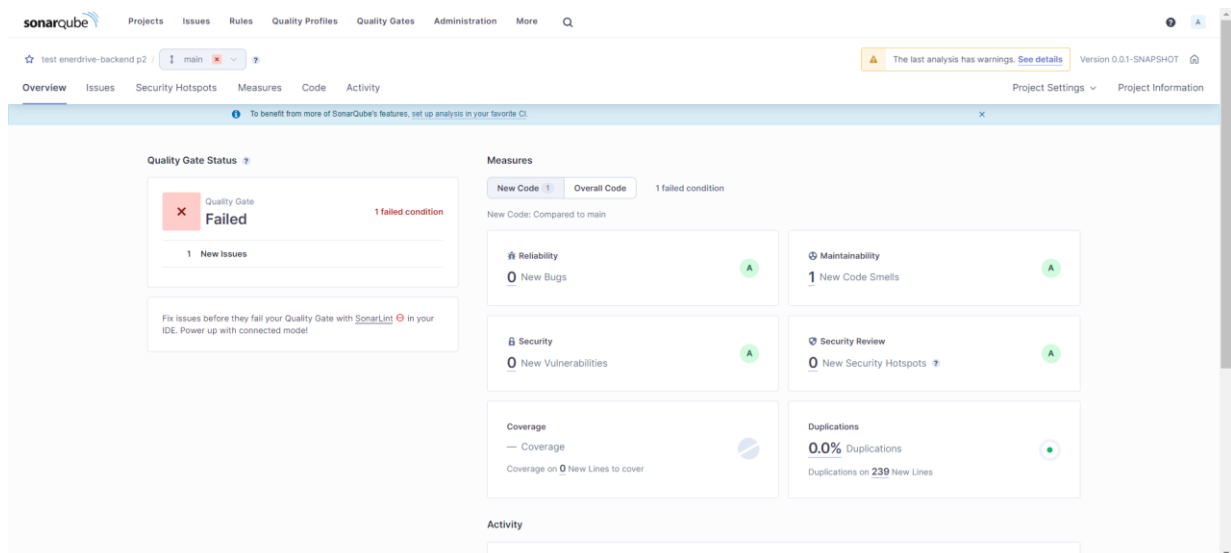 sonarqube Projects Issues Rules Quality Profiles Quality Gates Administration More A
test enerdrive-backend p2 / main The last analysis has warnings. See details Version 0.0.1-SNAPSHOT
Overview Issues Security Hotspots Measures Code Activity Project Settings Project Information
To benefit from more of SonarQube's features, set up analysis in your favorite CI.
Quality Gate Status
Quality Gate
Failed
1 failed condition
1 New Issues
Fix issues before they fail your Quality Gate with SonarLint in your
IDE. Power up with connected mode!
Measures
New Code 1 Overall Code 1 failed condition
New Code: Compared to main
Reliability
0 New Bugs A
Maintainability
1 New Code Smells A
Security
0 New Vulnerabilities A
Security Review
0 New Security Hotspots ? A
Coverage
— Coverage
Coverage on 0 New Lines to cover
Duplications
0.0% Duplications
Duplications on 239 New Lines
Activity